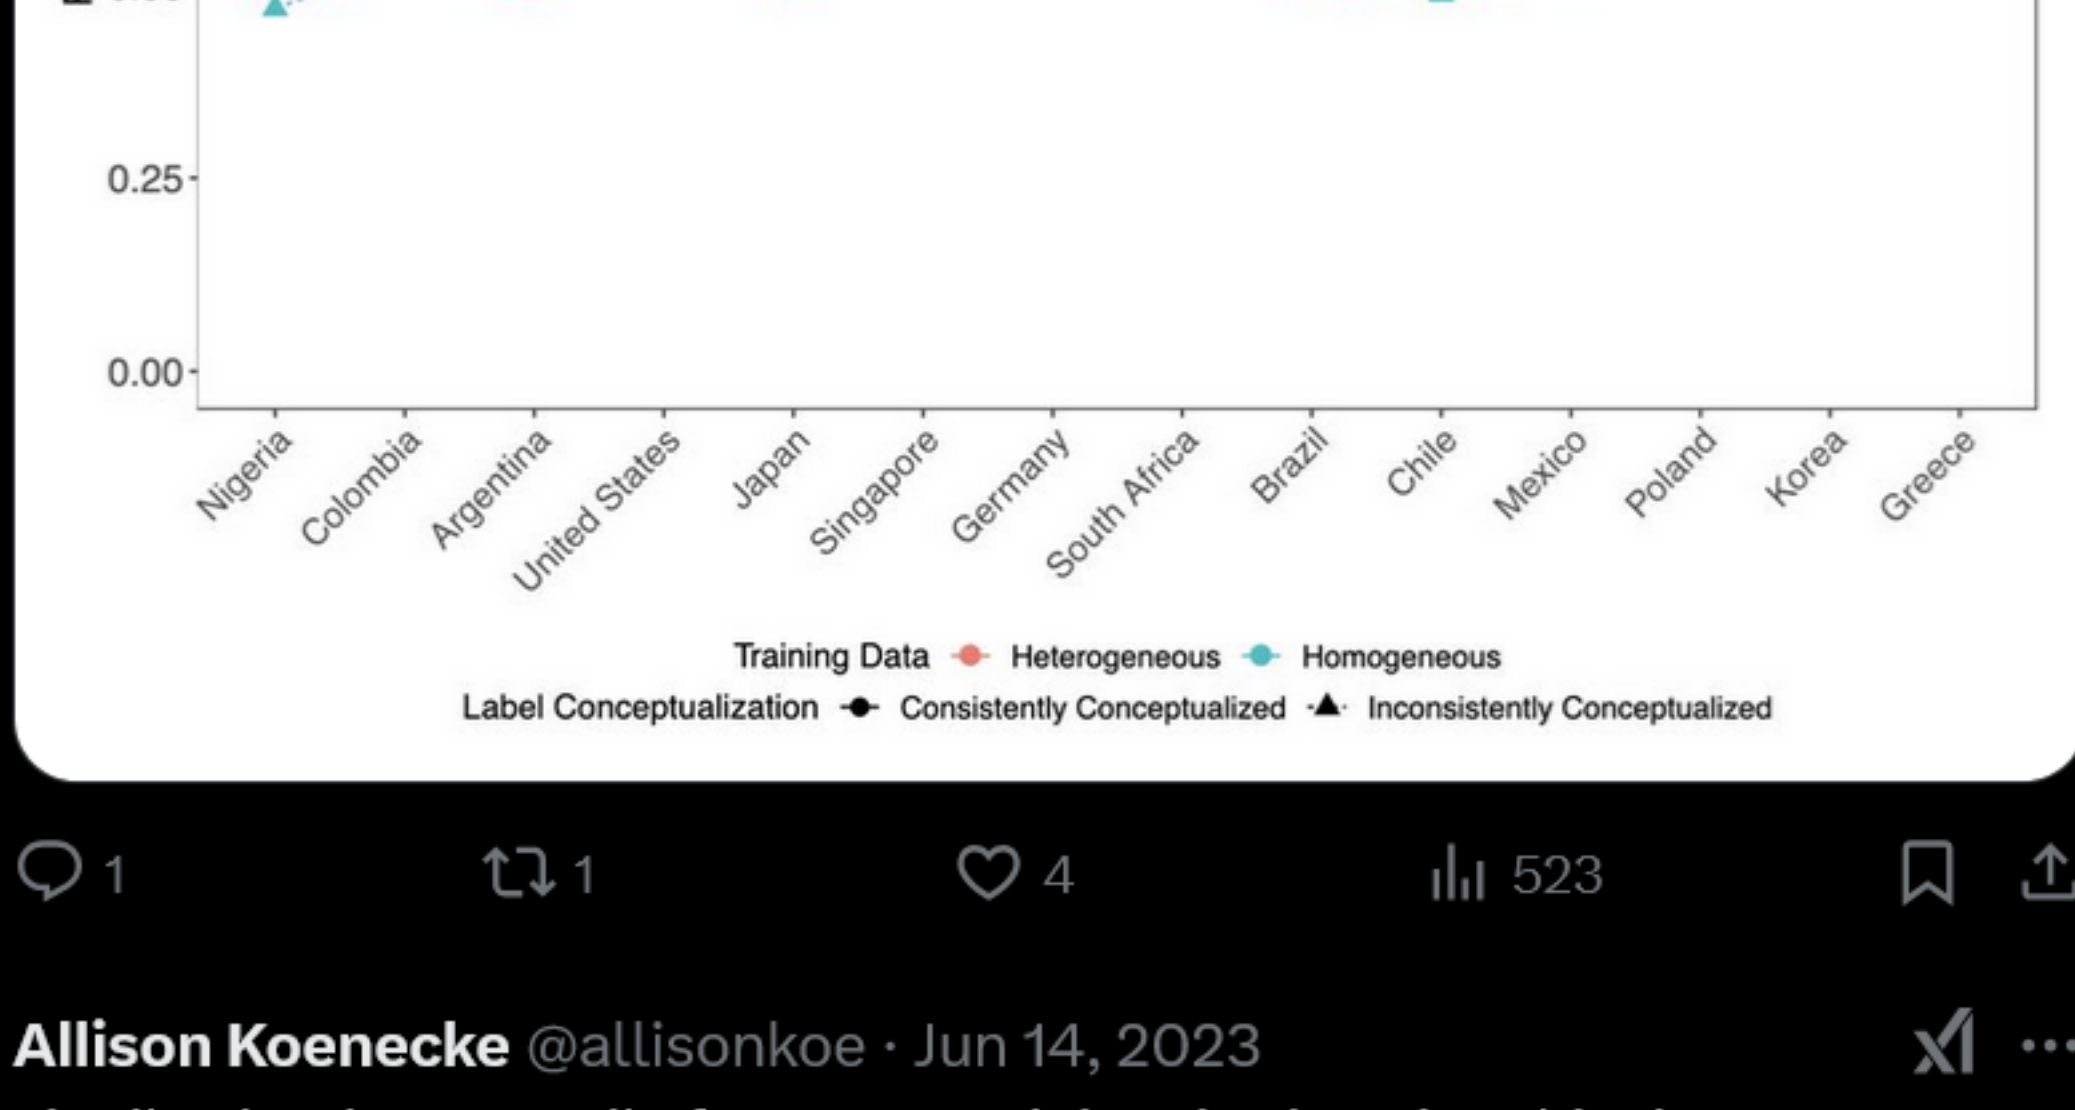 0.25
0.00
Nigeria
Colombia
Argentina
United States
Japan
Singapore
Germany
South Africa
Brazil
Chile
Mexico
Poland
Korea
Greece
Training Data Heterogeneous Homogeneous
Label Conceptualization Consistently Conceptualized Inconsistently Conceptualized
1 1 4 523
Allison Koenecke @allisonkoe · Jun 14, 2023